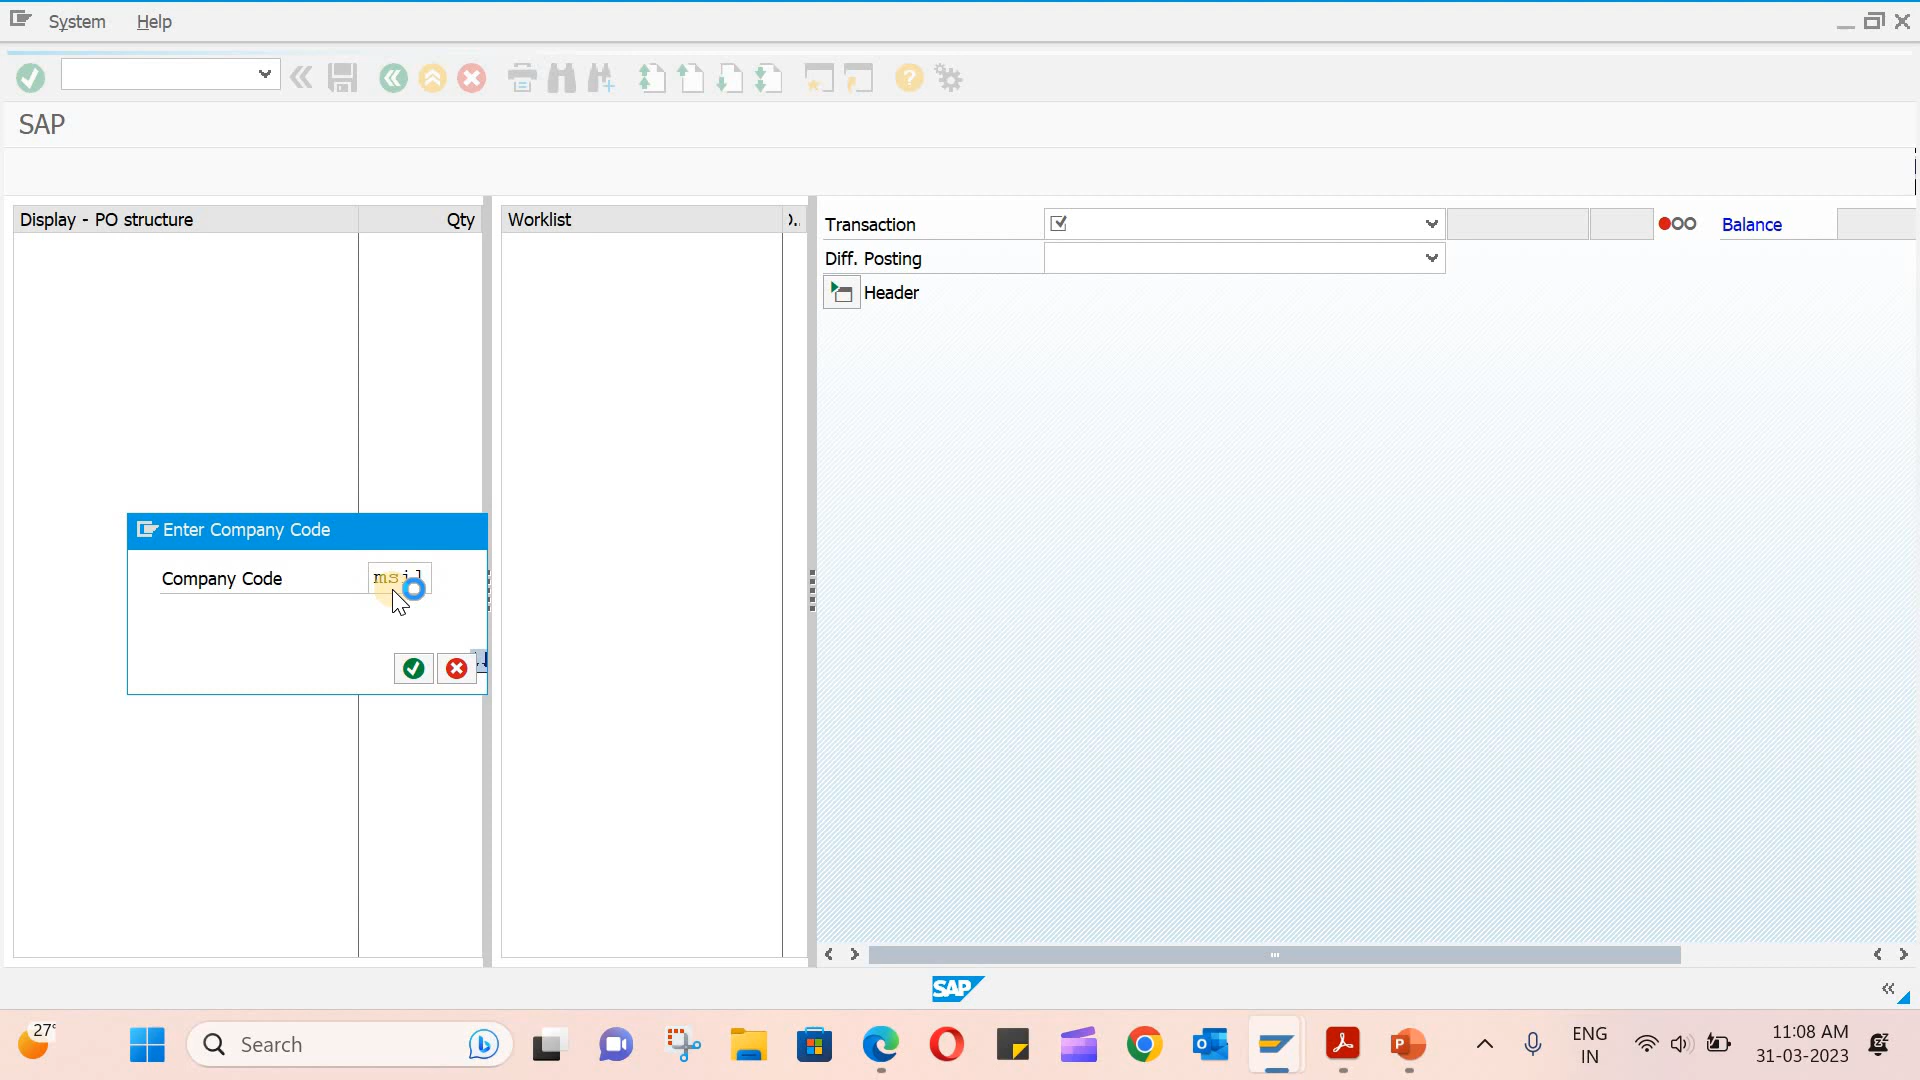 System Help
SAP
Display - PO structure Qty
Worklist
Transaction
Balance
Diff. Posting
Header
Enter Company Code
Company Code msil
SAP
27°
Search
ENG
IN
11:08 AM
31-03-2023